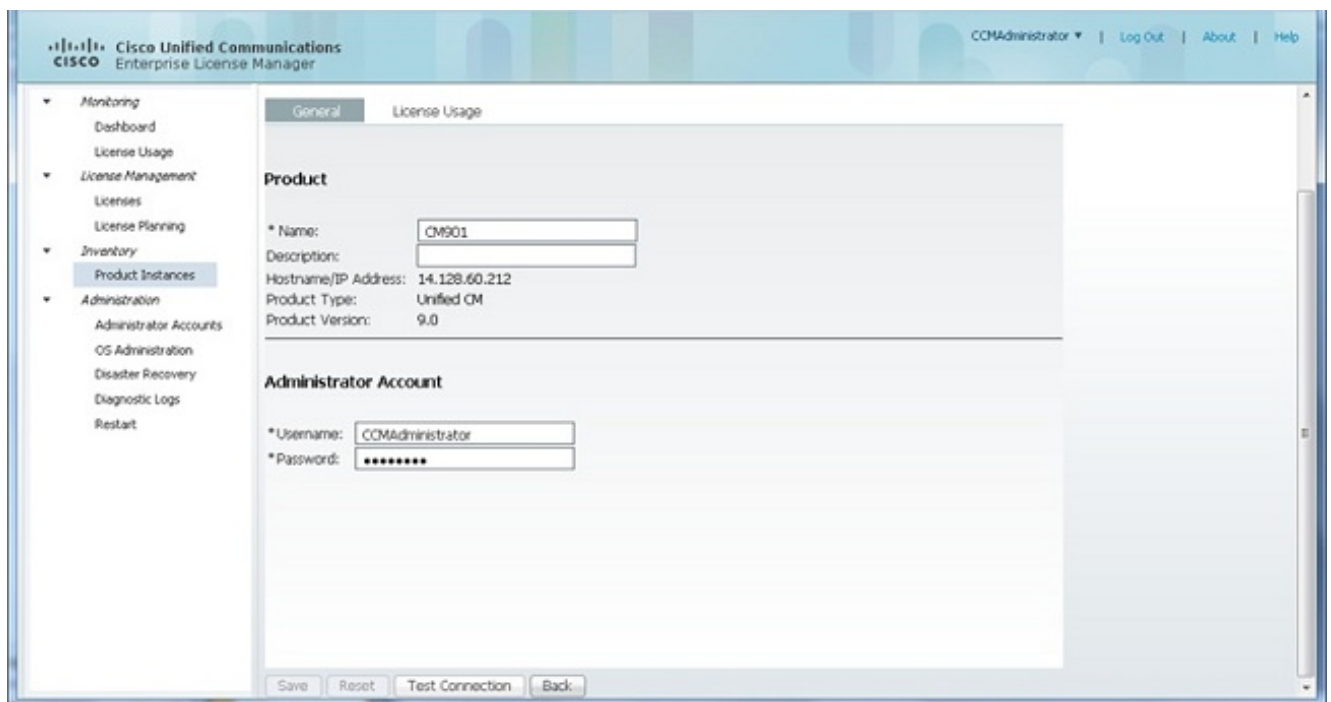 CISCO Cisco Unified Communications
Enterprise License Manager
CCMAdministrator | Log Out | About | Help
Monitoring
Dashboard
License Usage
License Management
Licenses
License Planning
Inventory
Product Instances
Administration
Administrator Accounts
OS Administration
Disaster Recovery
Diagnostic Logs
Restart
General License Usage
Product
* Name: CM901
Description:
Hostname/IP Address: 14.128.60.212
Product Type: Unified CM
Product Version: 9.0
Administrator Account
*Username: CCMAdministrator
*Password: ••••••••
Save Reset Test Connection Back